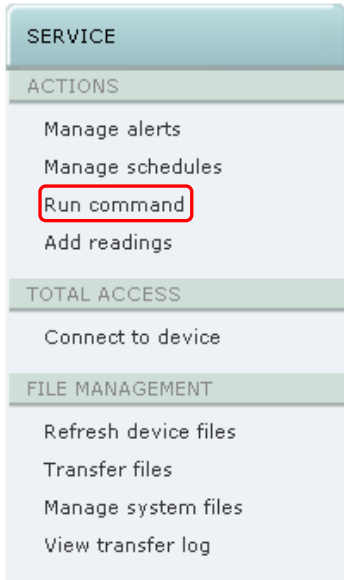 SERVICE
ACTIONS
Manage alerts
Manage schedules
Run command
Add readings
TOTAL ACCESS
Connect to device
FILE MANAGEMENT
Refresh device files
Transfer files
Manage system files
View transfer log